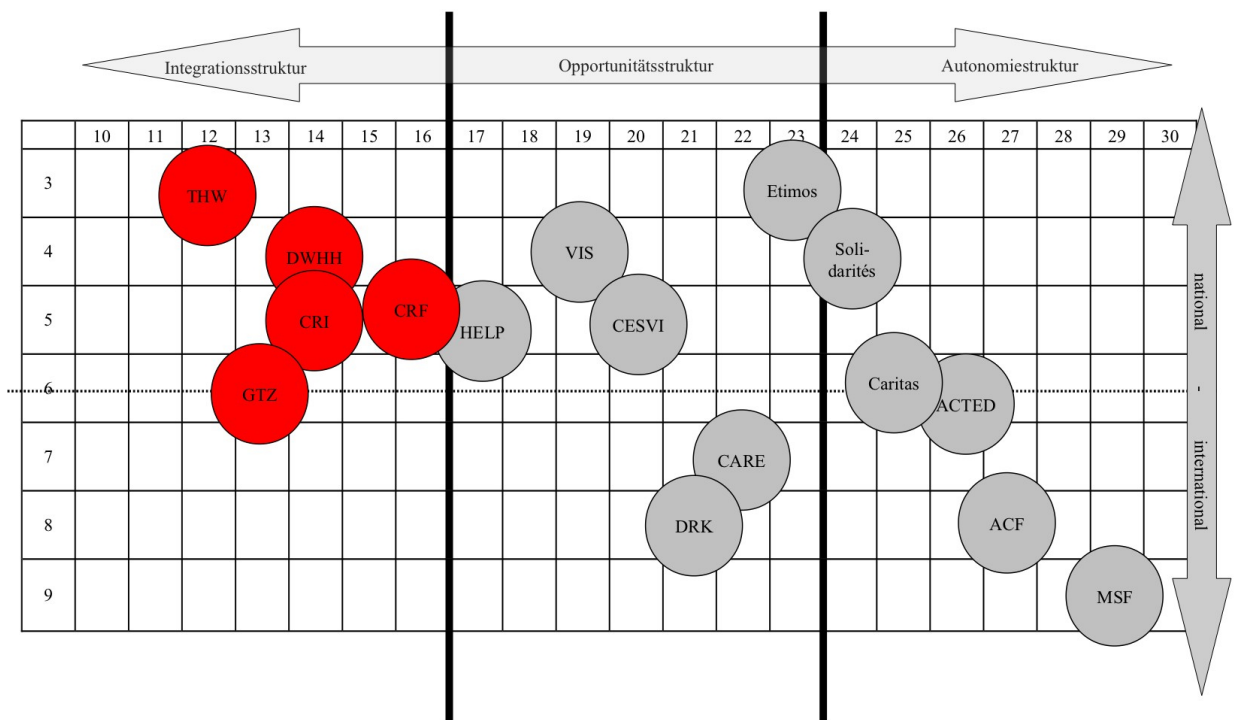 Integrationsstruktur Opportunitätsstruktur Autonomiestruktur
10 11 12 13 14 15 16 17 18 19 20 21 22 23 24 25 26 27 28 29 30
3
THW
Etimos
4
DWHH
VIS
Soli-
darités
5
CRI
CRF
HELP
CESVI
6
GTZ
Caritas
ACTED
7
CARE
8
DRK
ACF
9
MSF
national - international